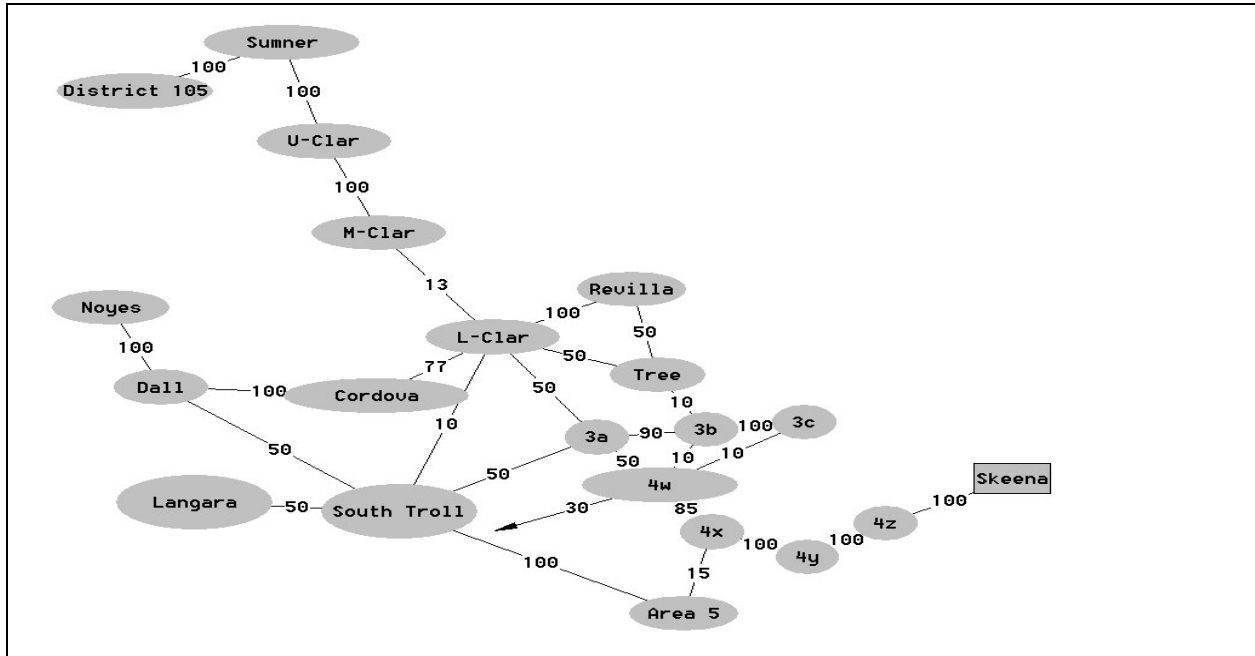 Sumner
100
District 105
100
U-Clar
100
M-Clar
13
Revilla
Noyes
100
L-Clar
50
100
77
50
Tree
Dall
100
Cordova
50
10
3c
10
3b
100
3a
90
50
50
10
10
50
4w
Skeena
Langara
50
South Troll
30
85
100
4z
4x
100
100
4y
100
15
Area 5